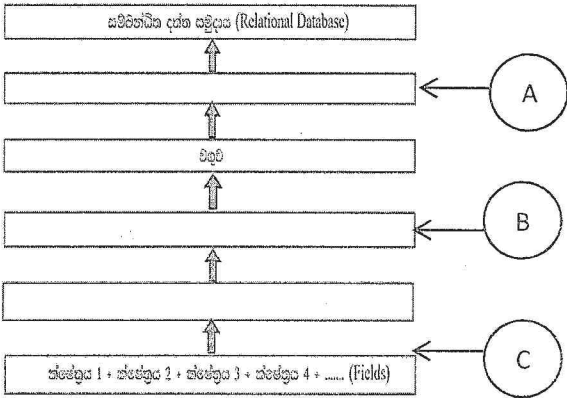 සම්බන්ධිත දත්ත සමුදාය (Relational Database)
A
වගුව
B
ක්ෂේත්‍රය 1 + ක්ෂේත්‍රය 2 + ක්ෂේත්‍රය 3 + ක්ෂේත්‍රය 4 + ...... (Fields)
C